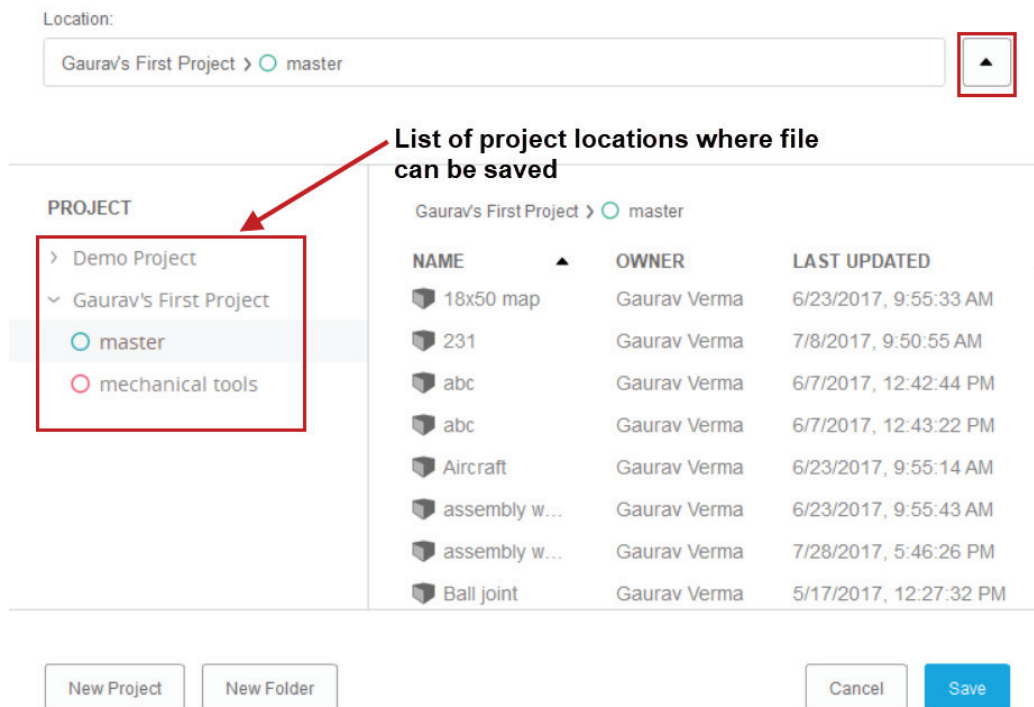 Location:
Gaurav's First Project > master
List of project locations where file
can be saved
PROJECT
> Demo Project
Gaurav's First Project
master
mechanical tools
Gaurav's First Project > master
NAME OWNER LAST UPDATED
18x50 map Gaurav Verma 6/23/2017, 9:55:33 AM
231 Gaurav Verma 7/8/2017, 9:50:55 AM
abc Gaurav Verma 6/7/2017, 12:42:44 PM
abc Gaurav Verma 6/7/2017, 12:43:22 PM
Aircraft Gaurav Verma 6/23/2017, 9:55:14 AM
assembly w... Gaurav Verma 6/23/2017, 9:55:43 AM
assembly w... Gaurav Verma 7/28/2017, 5:46:26 PM
Ball joint Gaurav Verma 5/17/2017, 12:27:32 PM
New Project New Folder Cancel Save